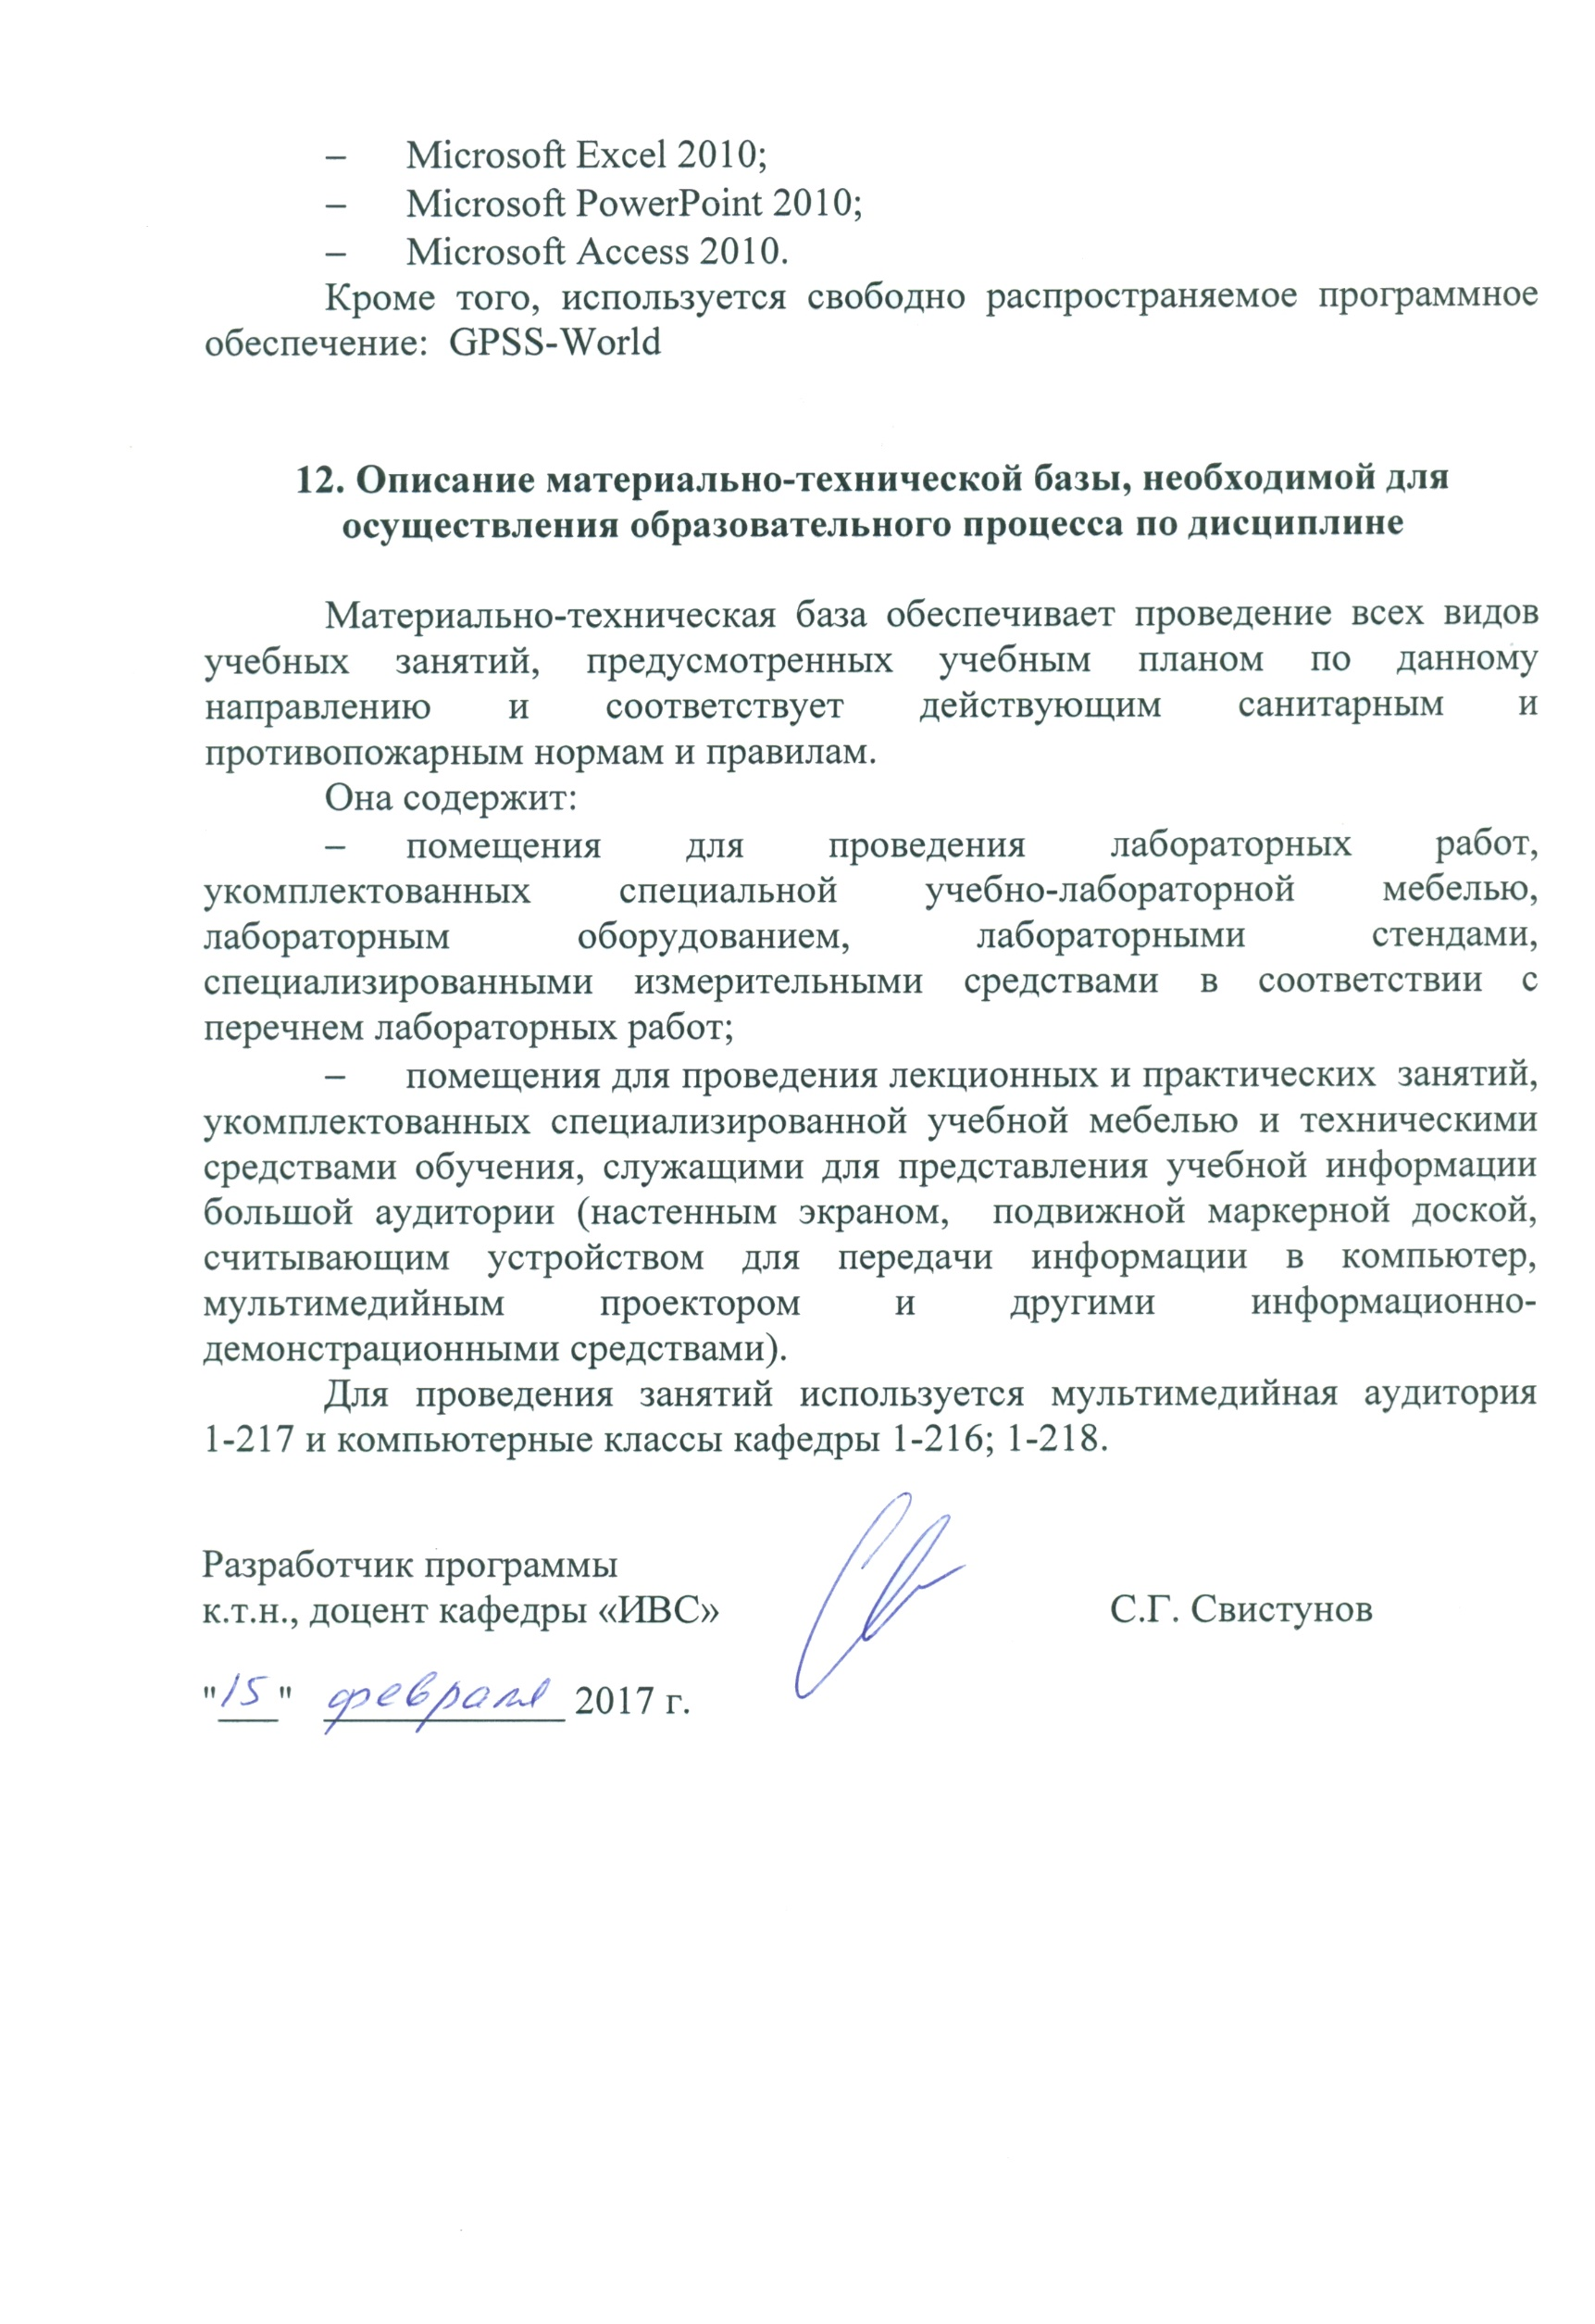 – Microsoft Excel 2010;
– Microsoft PowerPoint 2010;
– Microsoft Access 2010.
Кроме того, используется свободно распространяемое программное
обеспечение: GPSS-World
12. Описание материально-технической базы, необходимой для
осуществления образовательного процесса по дисциплине
Материально-техническая база обеспечивает проведение всех видов
учебных занятий, предусмотренных учебным планом по данному
направлению и соответствует действующим санитарным и
противопожарным нормам и правилам.
Она содержит:
– помещения для проведения лабораторных работ,
укомплектованных специальной учебно-лабораторной мебелью,
лабораторным оборудованием, лабораторными стендами,
специализированными измерительными средствами в соответствии с
перечнем лабораторных работ;
– помещения для проведения лекционных и практических занятий,
укомплектованных специализированной учебной мебелью и техническими
средствами обучения, служащими для представления учебной информации
большой аудитории (настенным экраном, подвижной маркерной доской,
считывающим устройством для передачи информации в компьютер,
мультимедийным проектором и другими информационно-
демонстрационными средствами).
Для проведения занятий используется мультимедийная аудитория
1-217 и компьютерные классы кафедры 1-216; 1-218.
Разработчик программы
к.т.н., доцент кафедры «ИВС» С.Г. Свистунов
"15" февраля 2017 г.